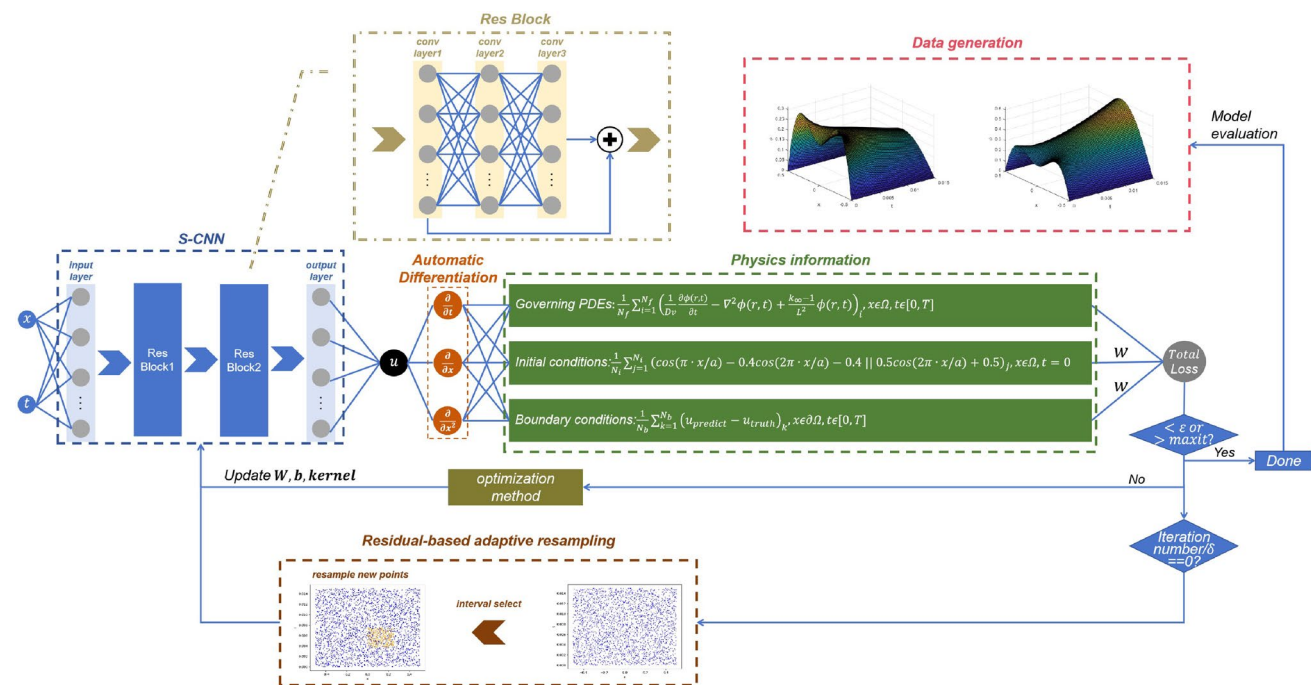 Res Block
conv layer1
conv layer2
conv layer3
⋮
⋮
⋮
Data generation
Model evaluation
S-CNN
Input layer
output layer
x
t
Res Block1
Res Block2
⋮
⋮
u
Automatic Differentiation
∂/∂t
∂/∂x
∂/∂x²
Physics information
Governing PDEs: 1/N_f ∑_{i=1}^{N_f} (1/Dv ∂ϕ(r,t)/∂t − ∇²ϕ(r,t) + (k_∞−1)/L² ϕ(r,t))_i, xϵΩ, tϵ[0,T]
Initial conditions: 1/N_i ∑_{j=1}^{N_i} (cos(π · x/a) − 0.4cos(2π · x/a) − 0.4 || 0.5cos(2π · x/a) + 0.5)_j, xϵΩ, t = 0
Boundary conditions: 1/N_b ∑_{k=1}^{N_b} (u_predict − u_truth)_k, xϵ∂Ω, tϵ[0,T]
w
w
Total Loss
< ε or > maxit?
Yes
Done
No
optimization method
Update W, b, kernel
Iteration number/δ ==0?
Residual-based adaptive resampling
resample new points
interval select